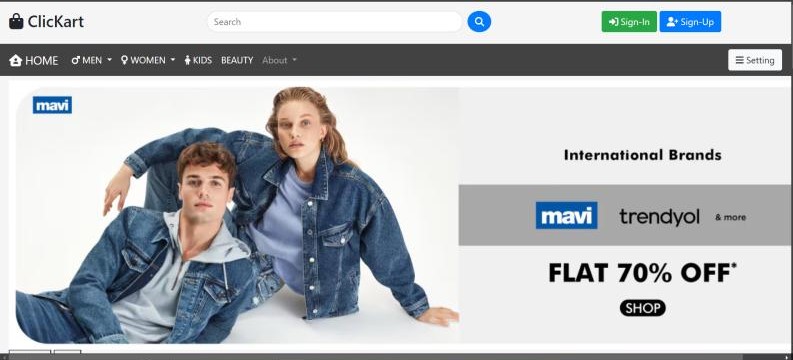 ClicKart
Search
Sign-In
Sign-Up
HOME
MEN
WOMEN
KIDS
BEAUTY
About
Setting
mavi
International Brands
mavi
trendyol
& more
FLAT 70% OFF*
SHOP